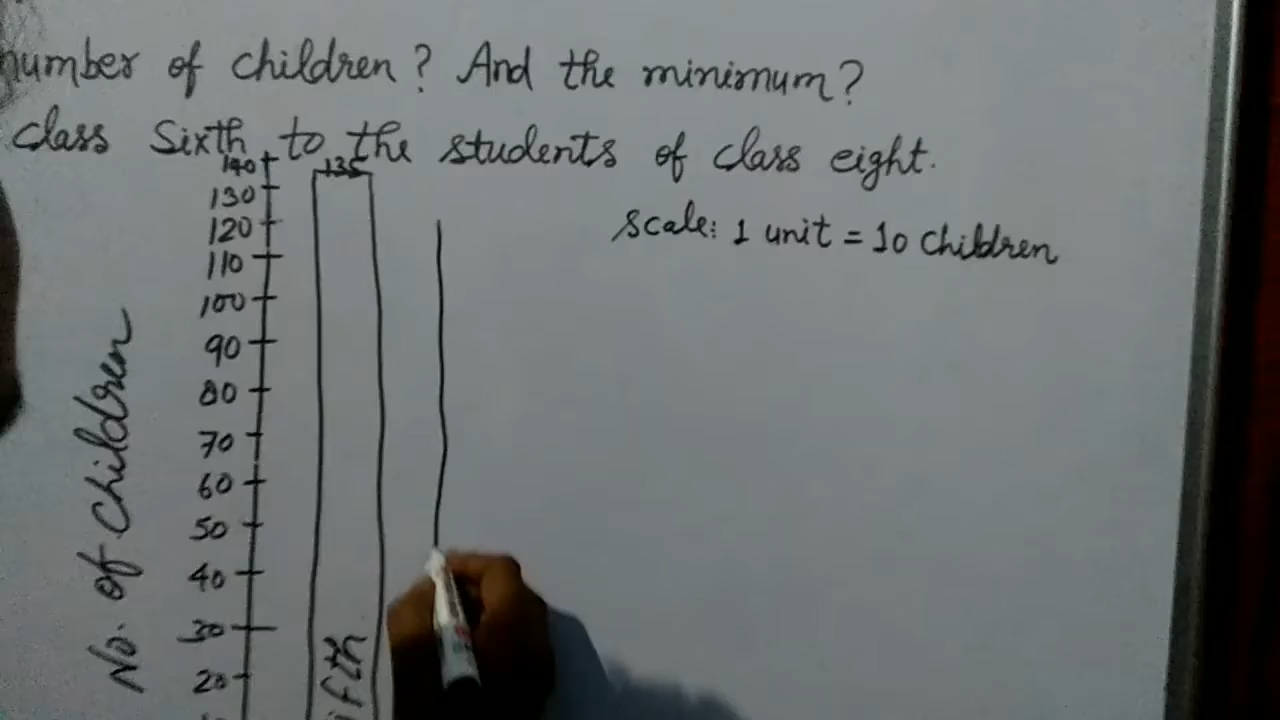 number of children? And the minimum?
class Sixth to the students of class eight.
scale: 1 unit = 10 Children
No. of Children
140
130
120
110
100
90
80
70
60
50
40
30
20
135
ifth